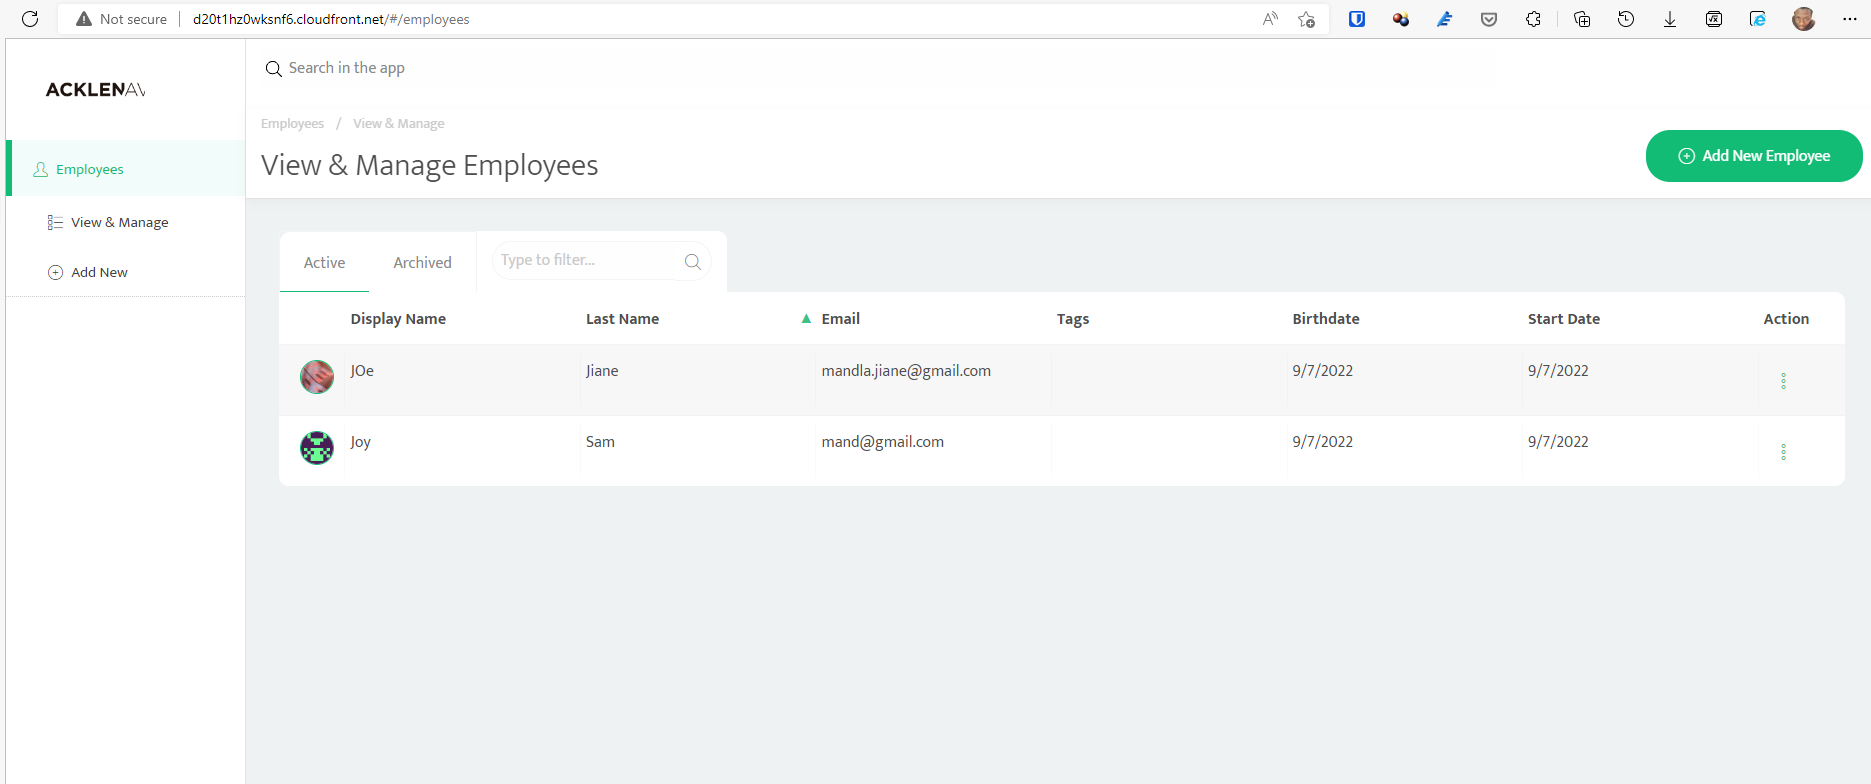 Not secure d20t1hz0wksnf6.cloudfront.net/#/employees
ACKLENAV
Search in the app
Employees / View & Manage
View & Manage Employees
Add New Employee
Employees
View & Manage
Add New
Active Archived Type to filter...
Display Name Last Name Email Tags Birthdate Start Date Action
JOe Jiane mandla.jiane@gmail.com 9/7/2022 9/7/2022
Joy Sam mand@gmail.com 9/7/2022 9/7/2022